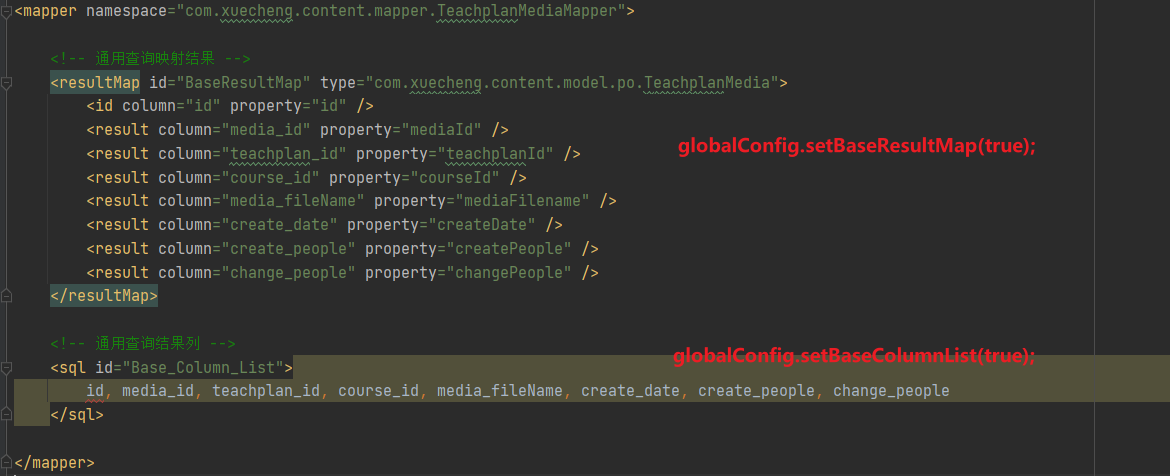 <mapper namespace="com.xuecheng.content.mapper.TeachplanMediaMapper">
<!-- 通用查询映射结果 -->
<resultMap id="BaseResultMap" type="com.xuecheng.content.model.po.TeachplanMedia">
<id column="id" property="id" />
<result column="media_id" property="mediaId" />
globalConfig.setBaseResultMap(true);
<result column="teachplan_id" property="teachplanId" />
<result column="course_id" property="courseId" />
<result column="media_fileName" property="mediaFilename" />
<result column="create_date" property="createDate" />
<result column="create_people" property="createPeople" />
<result column="change_people" property="changePeople" />
</resultMap>
<!-- 通用查询结果列 -->
globalConfig.setBaseColumnList(true);
<sql id="Base_Column_List">
id, media_id, teachplan_id, course_id, media_fileName, create_date, create_people, change_people
</sql>
</mapper>